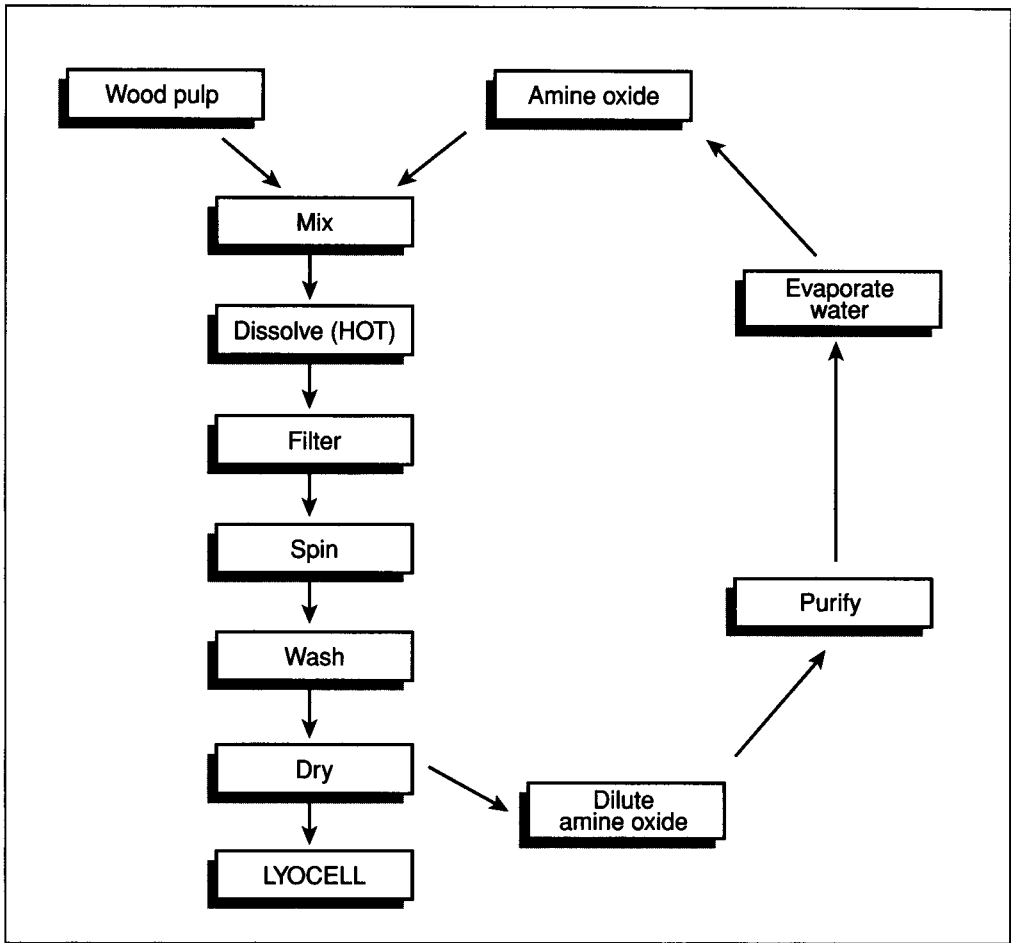 Wood pulp
Amine oxide
Mix
Dissolve (HOT)
Filter
Spin
Wash
Dry
LYOCELL
Dilute
amine oxide
Purify
Evaporate
water